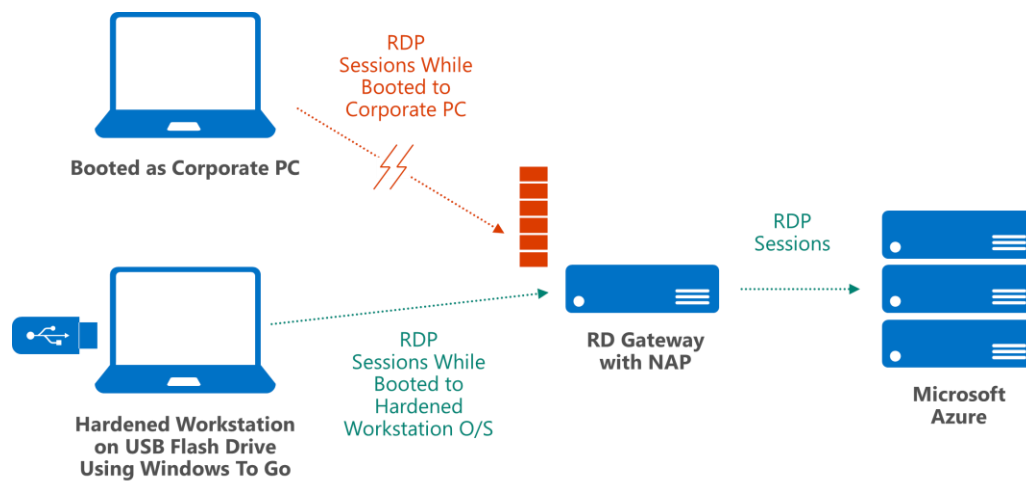 RDP
Sessions While
Booted to
Corporate PC
Booted as Corporate PC
RDP
Sessions
RD Gateway
with NAP
RDP
Sessions While
Booted to
Hardened
Workstation O/S
Microsoft
Azure
Hardened Workstation
on USB Flash Drive
Using Windows To Go